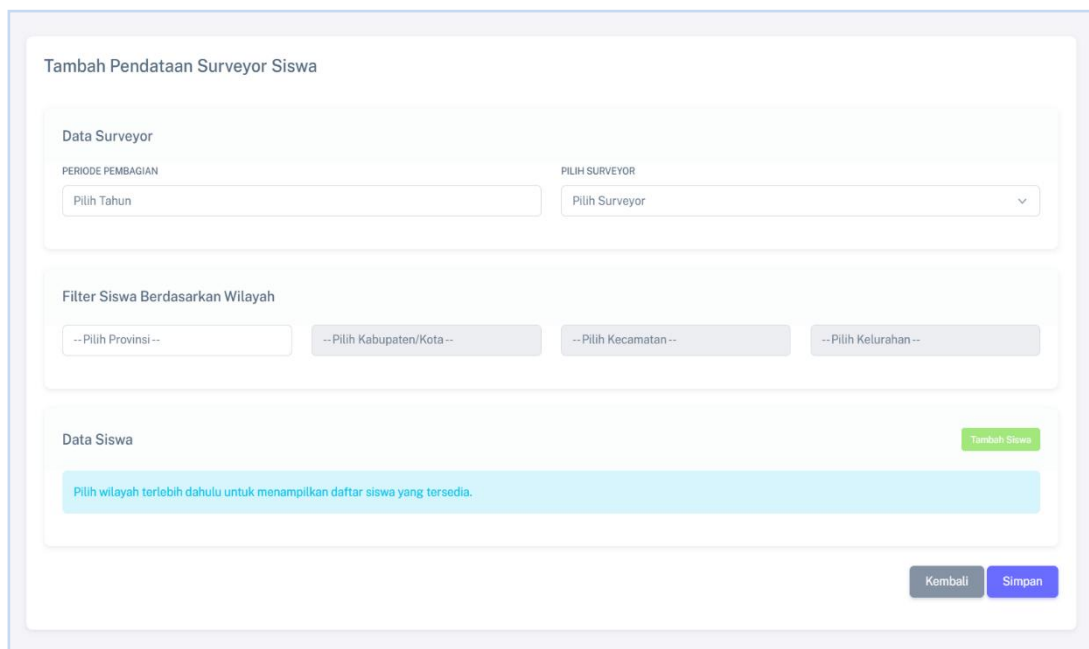 Tambah Pendataan Surveyor Siswa
Data Surveyor
PERIODE PEMBAGIAN
PILIH SURVEYOR
Pilih Tahun
Pilih Surveyor
Filter Siswa Berdasarkan Wilayah
--Pilih Provinsi--
--Pilih Kabupaten/Kota--
--Pilih Kecamatan--
--Pilih Kelurahan--
Data Siswa
Tambah Siswa
Pilih wilayah terlebih dahulu untuk menampilkan daftar siswa yang tersedia.
Kembali
Simpan